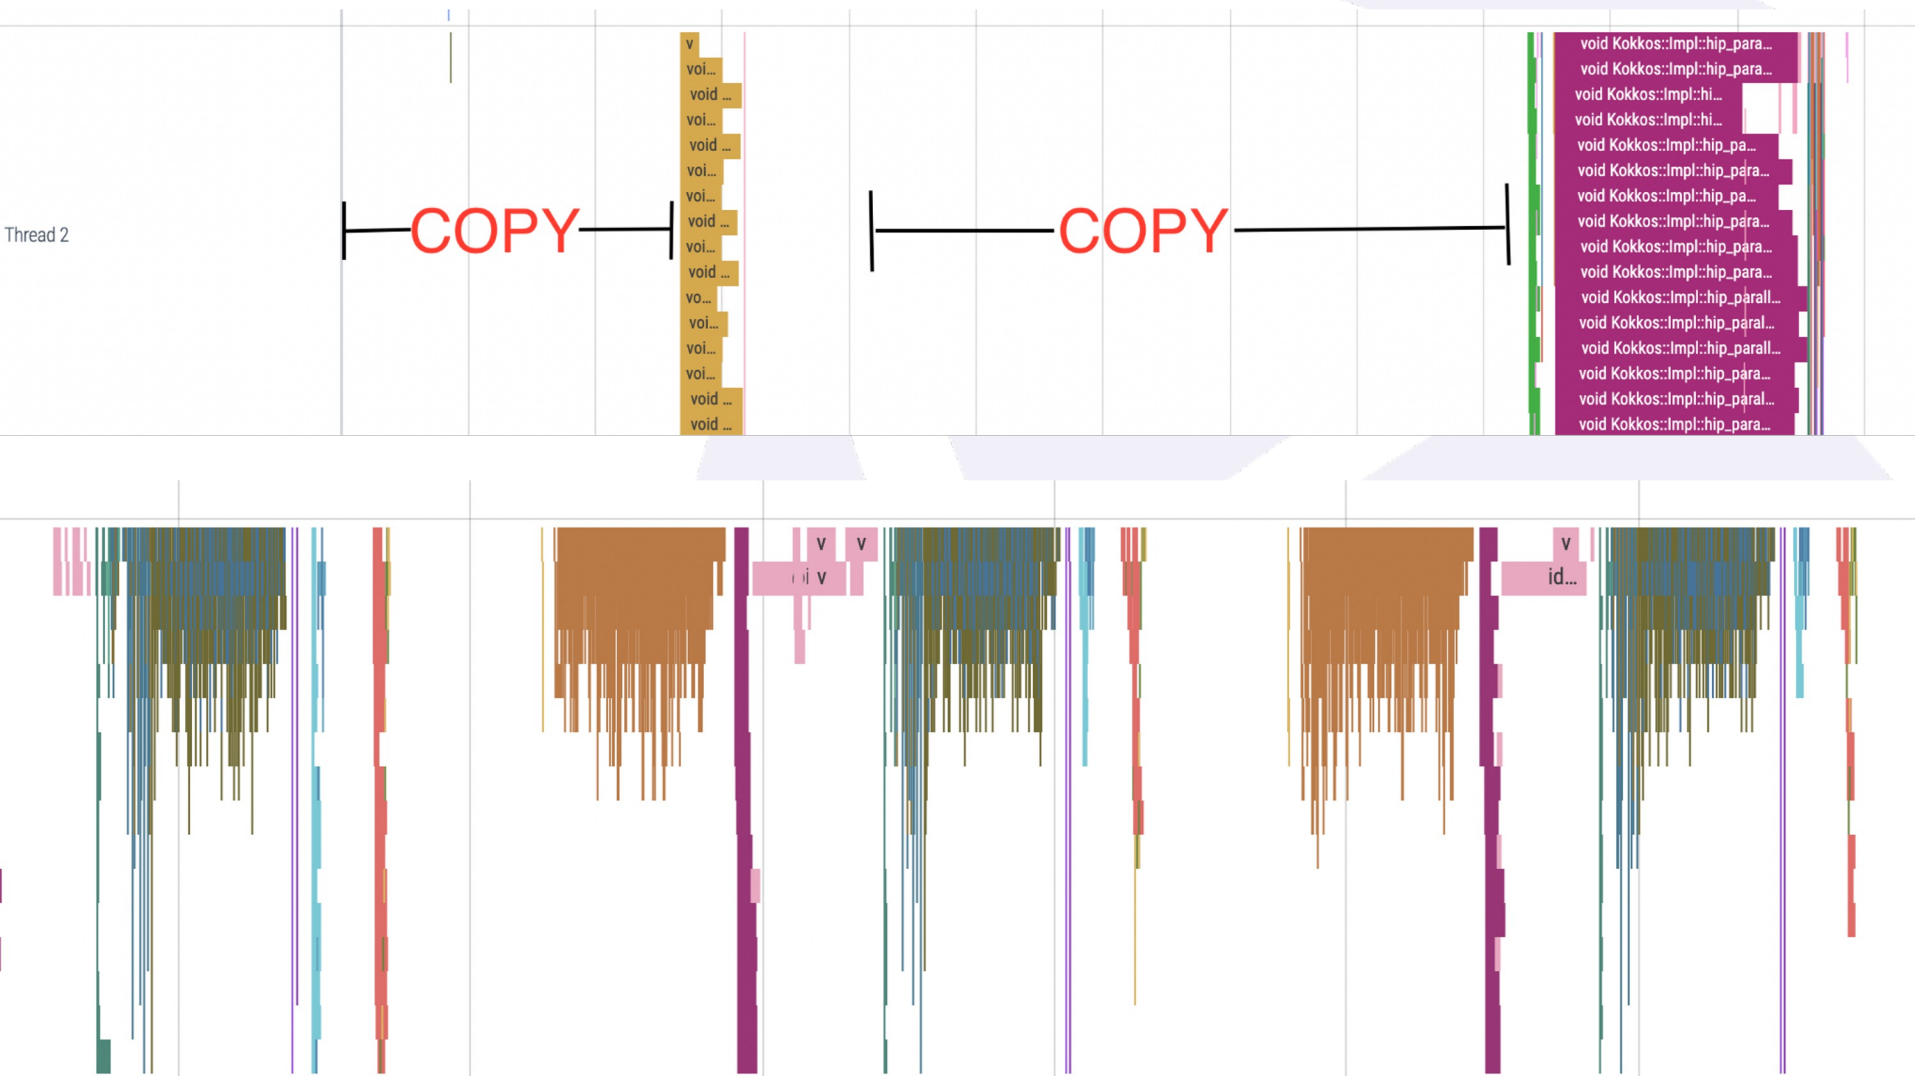 v
void Kokkos::Impl::hip_para...
voi...
void Kokkos::Impl::hip_para...
void ...
void Kokkos::Impl::hi...
voi...
void Kokkos::Impl::hi...
void ...
void Kokkos::Impl::hip_pa...
voi...
void Kokkos::Impl::hip_para...
voi...
void Kokkos::Impl::hip_pa...
Thread 2
COPY
void ...
COPY
void Kokkos::Impl::hip_para...
voi...
void Kokkos::Impl::hip_para...
void ...
void Kokkos::Impl::hip_para...
vo...
void Kokkos::Impl::hip_parall...
voi...
void Kokkos::Impl::hip_paral...
voi...
void Kokkos::Impl::hip_parall...
voi...
void Kokkos::Impl::hip_para...
void ...
void Kokkos::Impl::hip_paral...
void ...
void Kokkos::Impl::hip_para...
v
v
v
v
id...